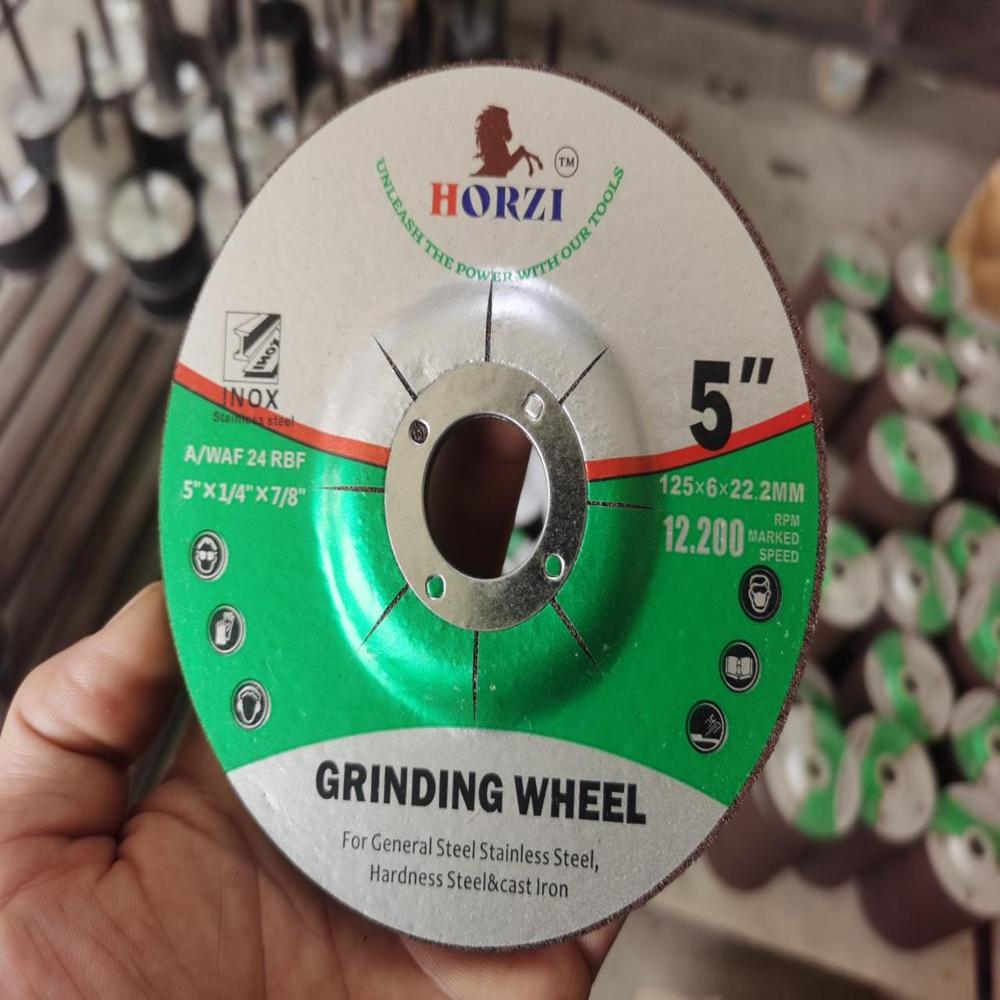 TM
HORZI
UNLEASH THE POWER WITH OUR TOOLS
INOX
INOX
Stainless steel
5"
A/WAF 24 RBF
5"×1/4"×7/8"
125×6×22.2MM
12.200 RPM
MARKED
SPEED
GRINDING WHEEL
For General Steel Stainless Steel,
Hardness Steel&cast Iron